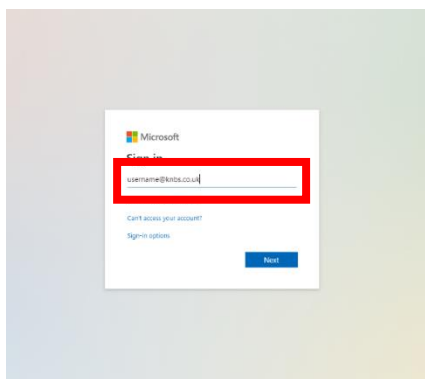 Microsoft
Sign in
username@knbs.co.uk
Can't access your account?
Sign-in options
Next